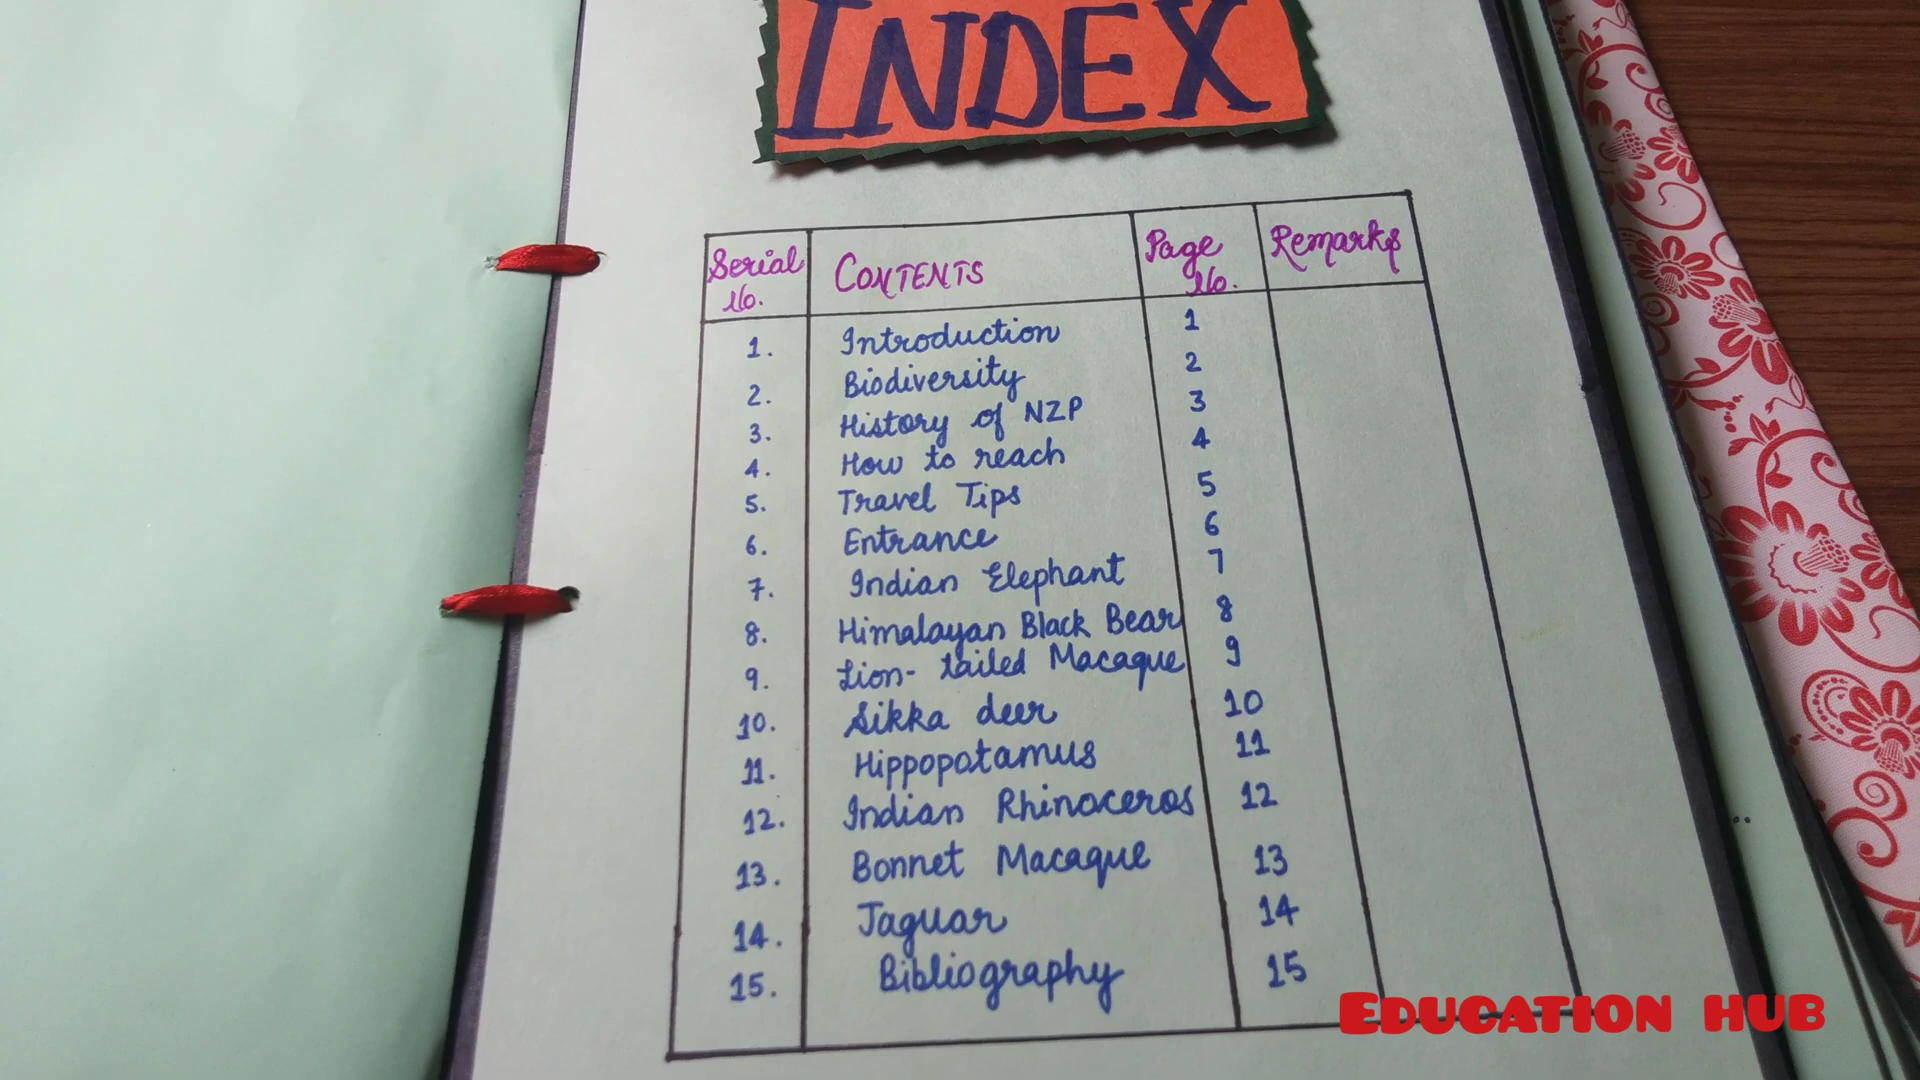 INDEX
Serial No. CONTENTS Page No. Remarks
1. Introduction 1
2. Biodiversity 2
3. History of NZP 3
4. How to reach 4
5. Travel Tips 5
6. Entrance 6
7. Indian Elephant 7
8. Himalayan Black Bear 8
9. Lion-tailed Macaque 9
10. Sikka deer 10
11. Hippopotamus 11
12. Indian Rhinoceros 12
13. Bonnet Macaque 13
14. Jaguar 14
15. Bibliography 15
EDUCATION HUB